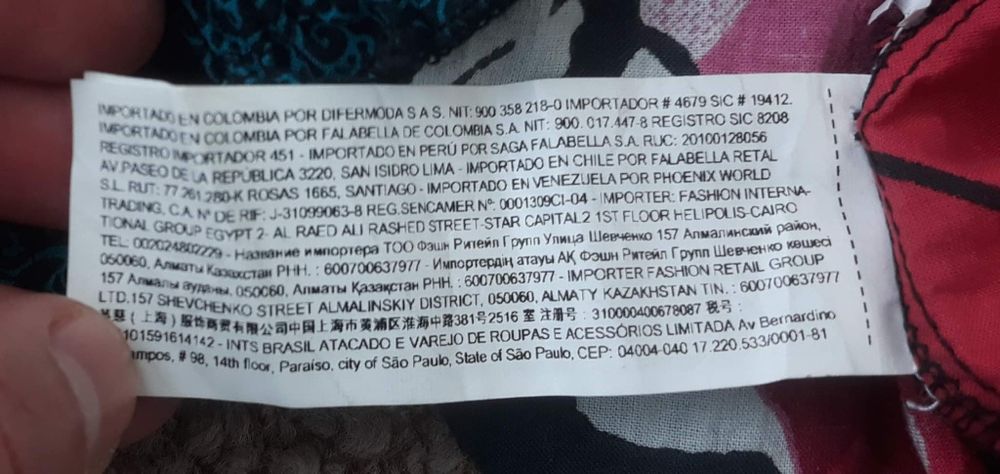 IMPORTADO EN COLOMBIA POR DIFERMODA S A S. NIT: 900 358 218-0 IMPORTADOR # 4679 SIC # 19412.
IMPORTADO EN COLOMBIA POR FALABELLA DE COLOMBIA S.A. NIT: 900. 017.447-8 REGISTRO SIC 8208
REGISTRO IMPORTADOR 451 - IMPORTADO EN PERÚ POR SAGA FALABELLA S.A. RUC: 20100128056
AV.PASEO DE LA REPÚBLICA 3220, SAN ISIDRO LIMA - IMPORTADO EN CHILE POR FALABELLA RETAL
S.L. RUT: 77 261 280-K ROSAS 1665, SANTIAGO - IMPORTADO EN VENEZUELA POR PHOENIX WORLD
TRADING, C.A. Nº DE RIF: J-31099063-8 REG.SENCAMER Nº: 0001309C1-04 - IMPORTER: FASHION INTERNA-
TIONAL GROUP EGYPT 2- AL RAED ALI RASHED STREET-STAR CAPITAL2 1ST FLOOR HELIPOLIS-CAIRO
TEL: 002024802229 - Название импортера ТОО Фэшн Ритейл Групп Улица Шевченко 157 Алмалинский район,
050060, Алматы Казахстан РНН. : 600700637977 - Импортердің атауы АҚ Фэшн Ритейл Групп Шевченко көшесі
157 Алмалы ауданы, 050060, Алматы Қазақстан РНН. : 600700637977 - IMPORTER FASHION RETAIL GROUP
LTD.157 SHEVCHENKO STREET ALMALINSKIY DISTRICT, 050060, ALMATY KAZAKHSTAN TIN. : 600700637977
慈 (上海) 服饰商贸有限公司中国上海市黄浦区淮海中路381号2516 室 注册号 : 310000400678087 税号 :
101591614142 - INTS BRASIL ATACADO E VAREJO DE ROUPAS E ACESSÓRIOS LIMITADA Av Bernardino
ampos, # 98, 14th floor, Paraíso, city of São Paulo, State of São Paulo, CEP: 04004-040 17.220.533/0001-81